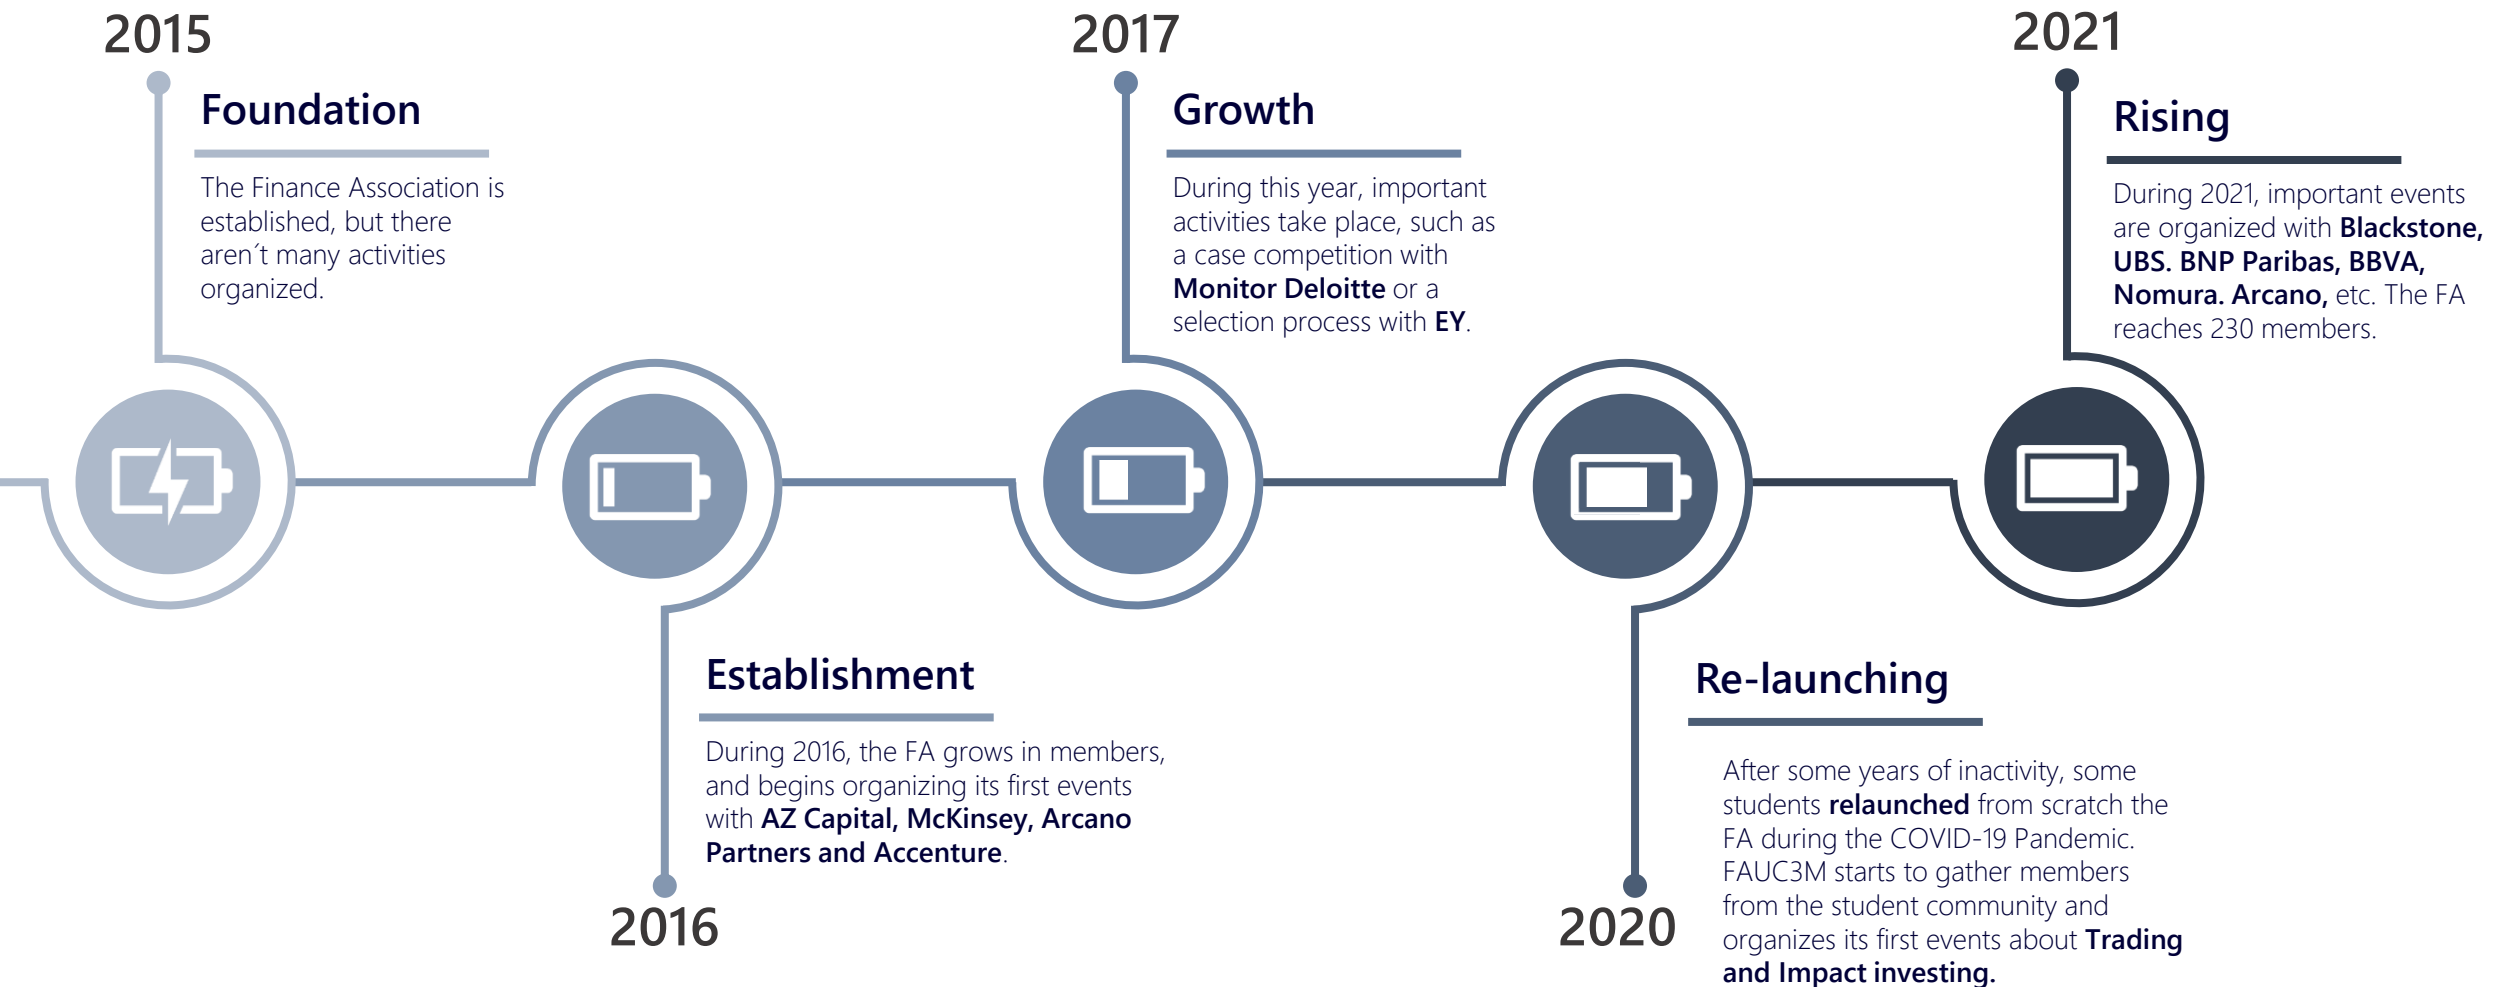 2015
Foundation
The Finance Association is
established, but there
aren´t many activities
organized.
2016
Establishment
During 2016, the FA grows in members,
and begins organizing its first events
with AZ Capital, McKinsey, Arcano
Partners and Accenture.
2017
Growth
During this year, important
activities take place, such as
a case competition with
Monitor Deloitte or a
selection process with EY.
2020
Re-launching
After some years of inactivity, some
students relaunched from scratch the
FA during the COVID-19 Pandemic.
FAUC3M starts to gather members
from the student community and
organizes its first events about Trading
and Impact investing.
2021
Rising
During 2021, important events
are organized with Blackstone,
UBS. BNP Paribas, BBVA,
Nomura. Arcano, etc. The FA
reaches 230 members.